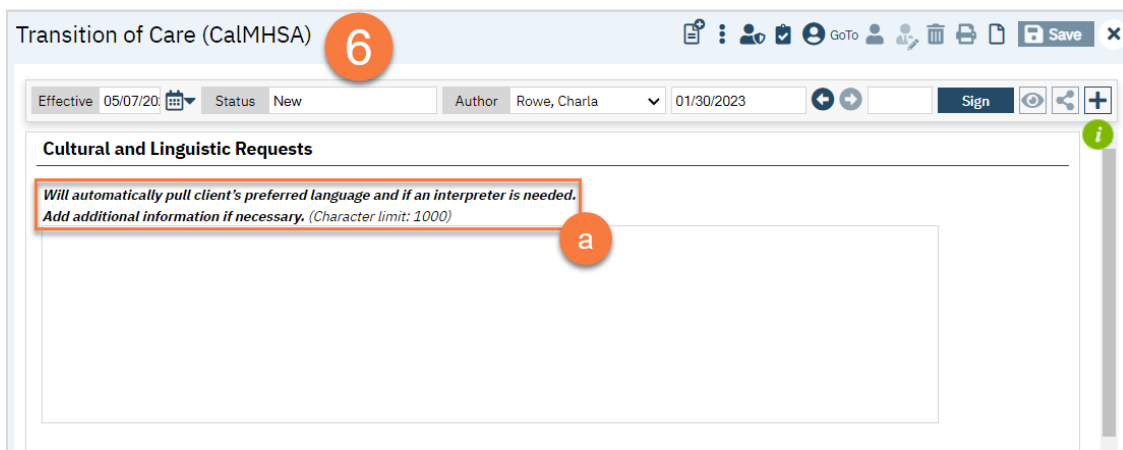 Transition of Care (CalMHSA)
6
GoTo
Save
Effective 05/07/20 Status New Author Rowe, Charla 01/30/2023 Sign
i
Cultural and Linguistic Requests
Will automatically pull client's preferred language and if an interpreter is needed.
Add additional information if necessary. (Character limit: 1000)
a